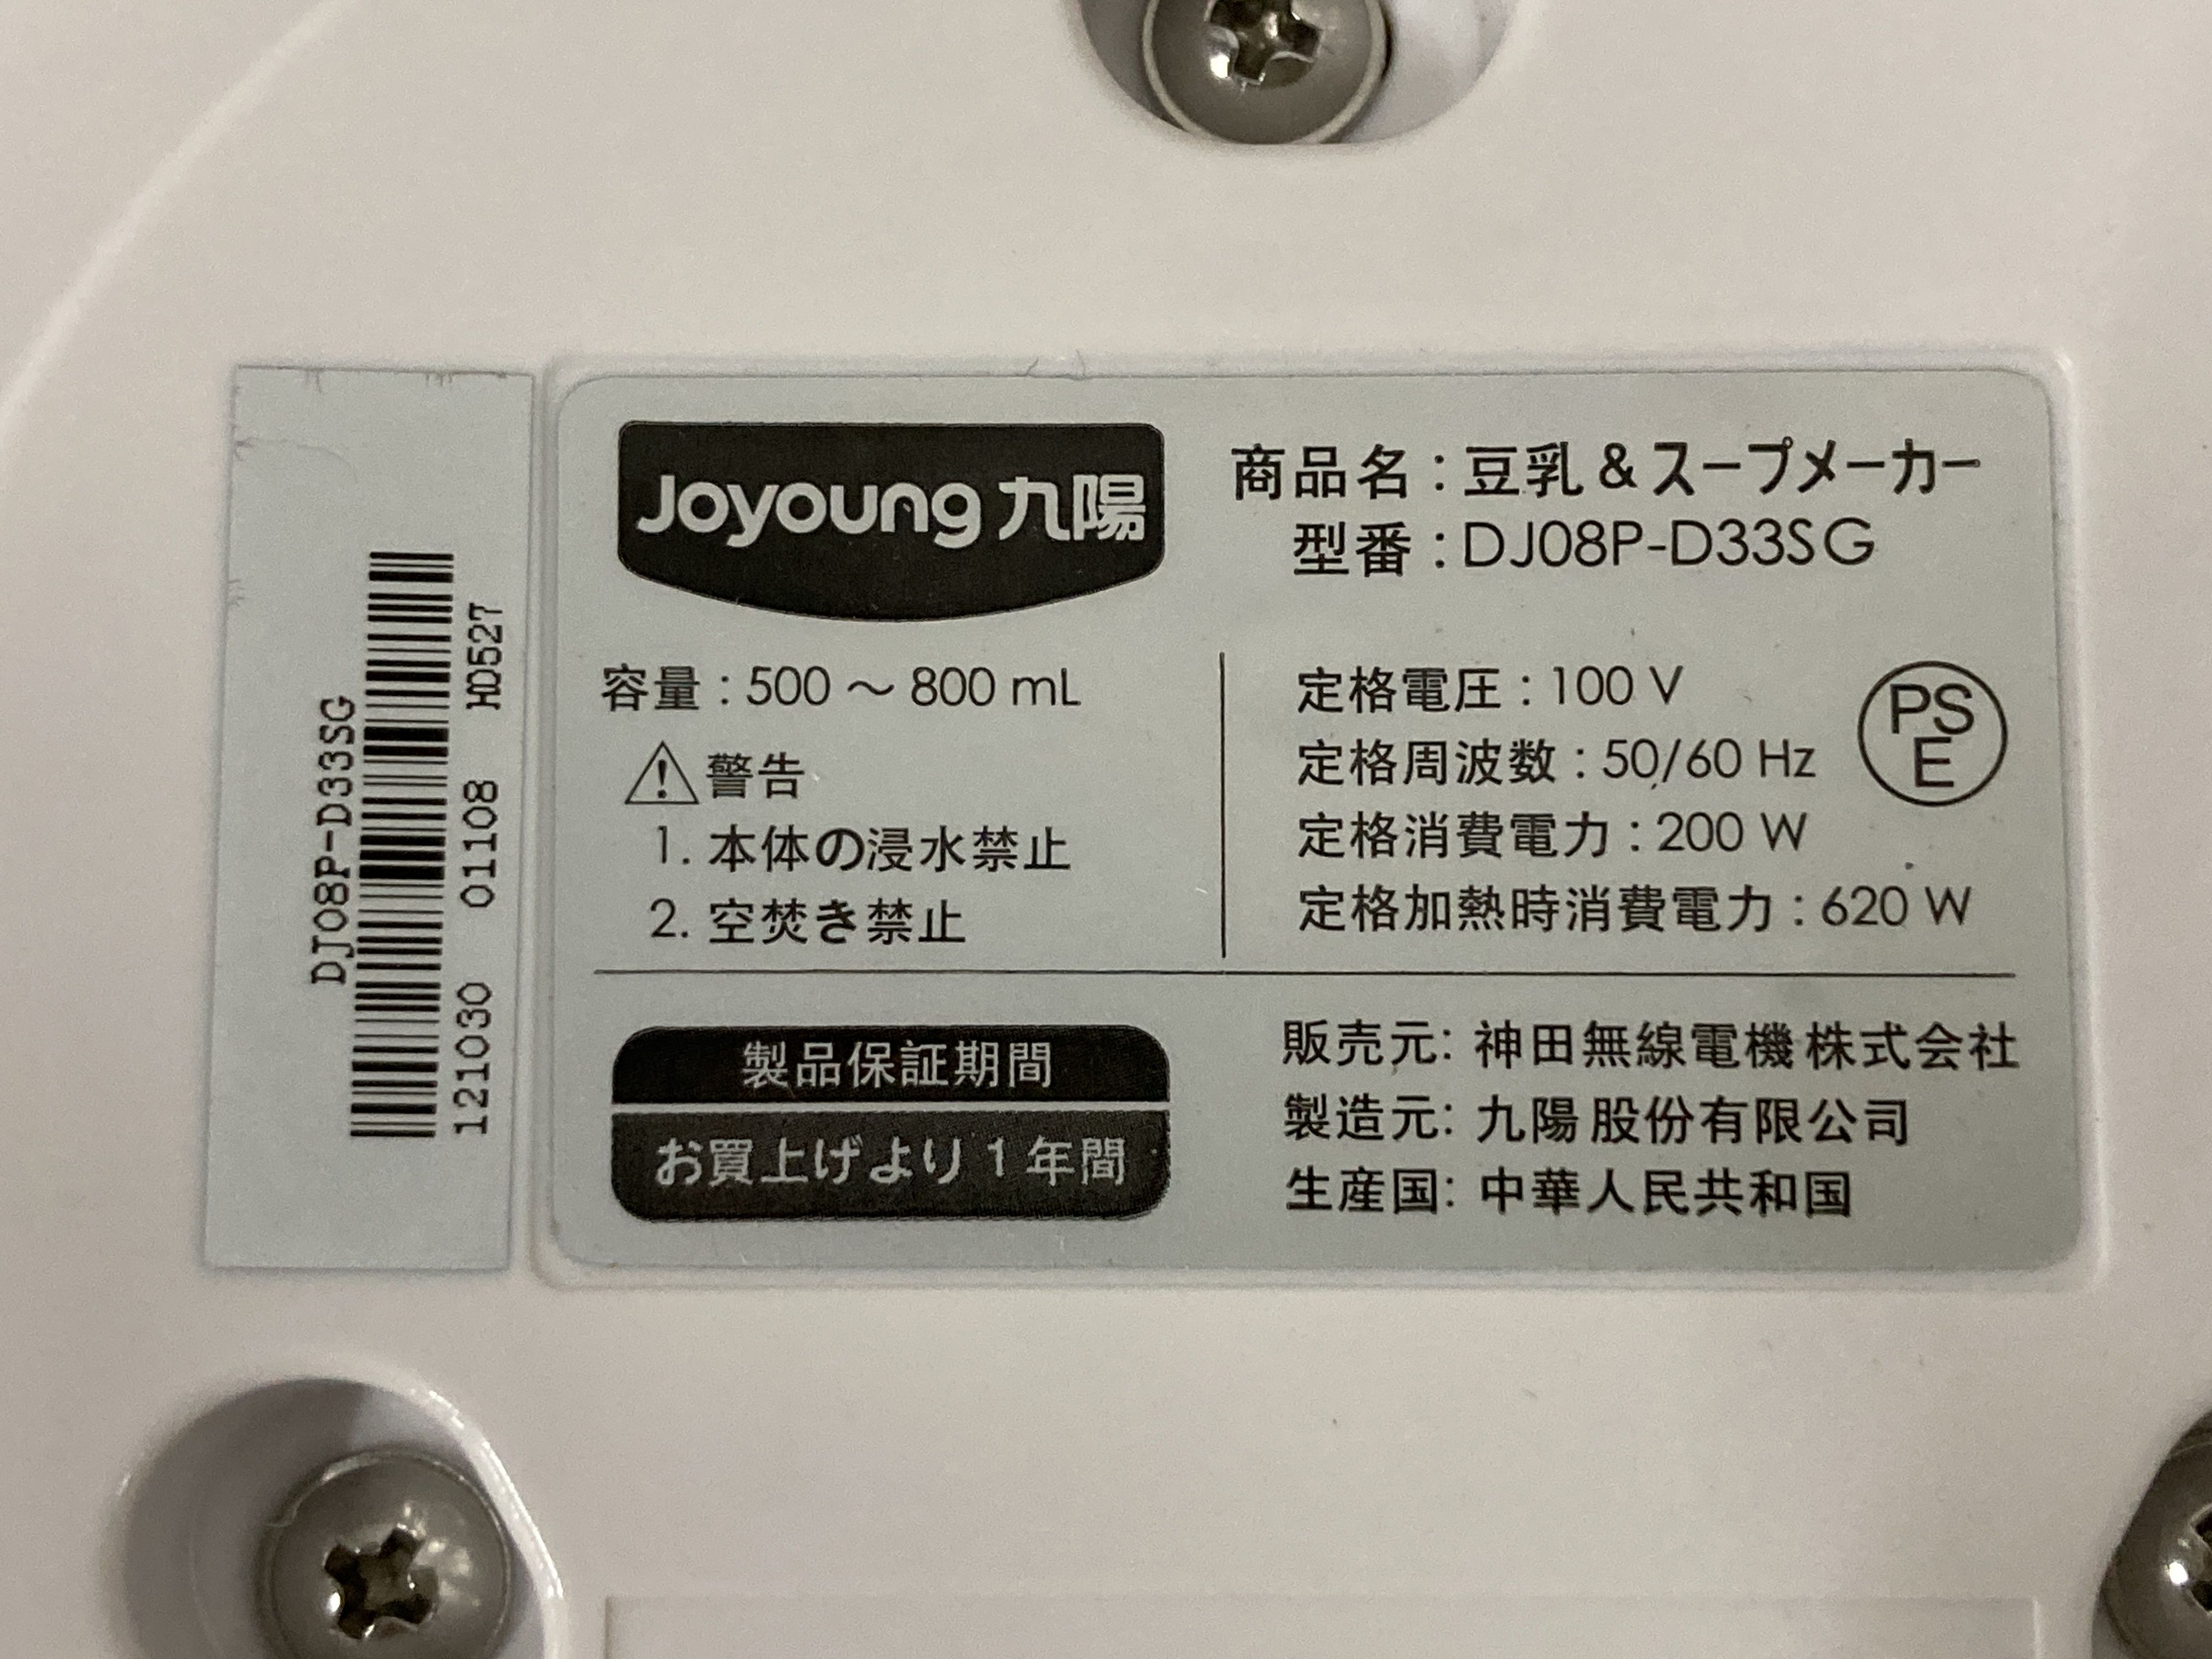 DJ08P-D33SG
121030 01108 HD527
Joyoung 九陽
商品名：豆乳 & スープメーカー
型番：DJ08P-D33SG
容量：500～800 mL
警告
1. 本体の浸水禁止
2. 空焚き禁止
定格電圧：100 V
定格周波数：50/60 Hz
定格消費電力：200 W
定格加熱時消費電力：620 W
PS
E
製品保証期間
お買上げより 1 年間
販売元：神田無線電機株式会社
製造元：九陽股份有限公司
生産国：中華人民共和国